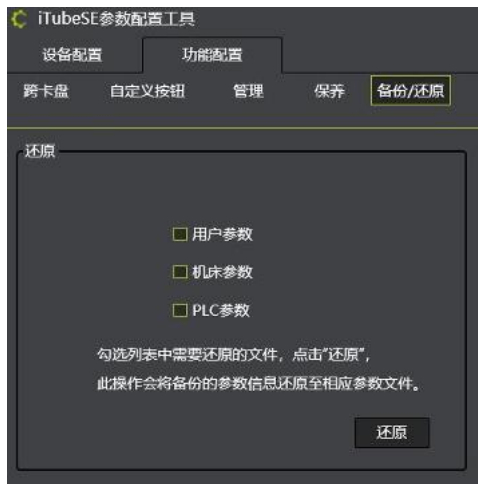 iTubeSE参数配置工具
设备配置 功能配置
跨卡盘 自定义按钮 管理 保养 备份/还原
还原
用户参数
机床参数
PLC参数
勾选列表中需要还原的文件，点击"还原"，
此操作会将备份的参数信息还原至相应参数文件。
还原